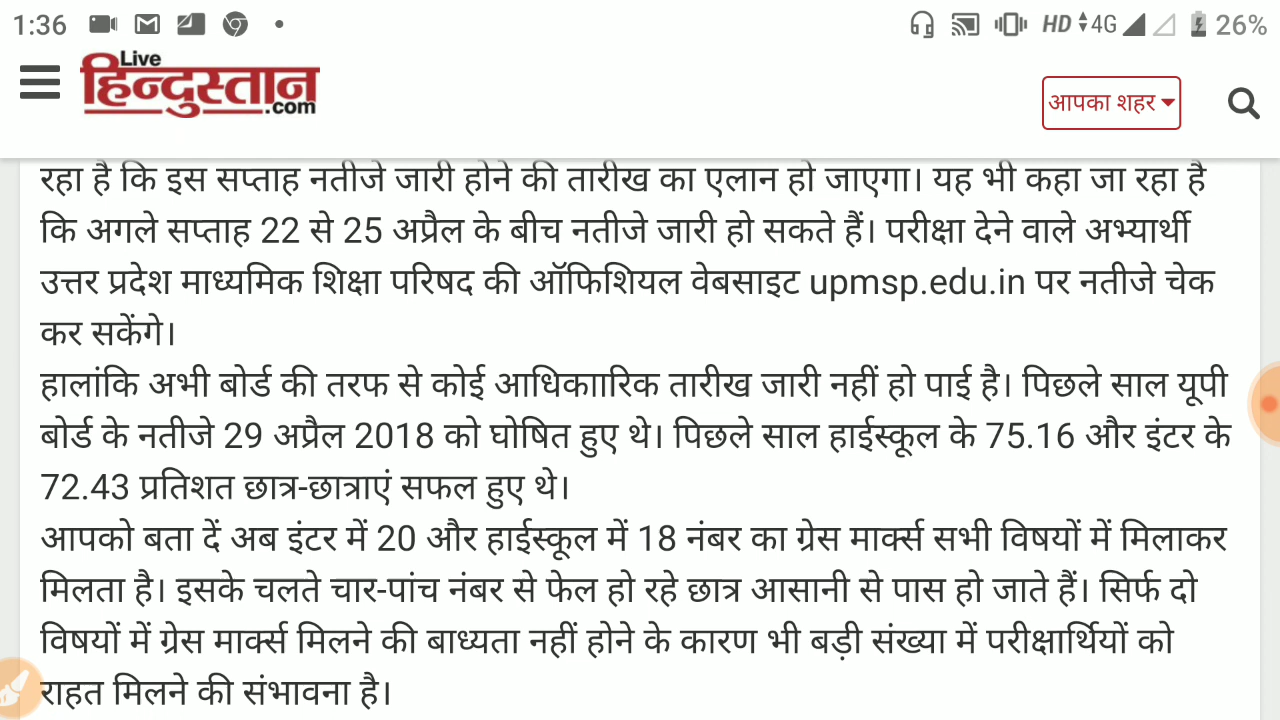 1:36 HD 4G 26%
Live
हिन्दुस्तान
.com
आपका शहर
रहा है कि इस सप्ताह नतीजे जारी होने की तारीख का एलान हो जाएगा। यह भी कहा जा रहा है
कि अगले सप्ताह 22 से 25 अप्रैल के बीच नतीजे जारी हो सकते हैं। परीक्षा देने वाले अभ्यार्थी
उत्तर प्रदेश माध्यमिक शिक्षा परिषद की ऑफिशियल वेबसाइट upmsp.edu.in पर नतीजे चेक
कर सकेंगे।
हालांकि अभी बोर्ड की तरफ से कोई आधिकाारिक तारीख जारी नहीं हो पाई है। पिछले साल यूपी
बोर्ड के नतीजे 29 अप्रैल 2018 को घोषित हुए थे। पिछले साल हाईस्कूल के 75.16 और इंटर के
72.43 प्रतिशत छात्र-छात्राएं सफल हुए थे।
आपको बता दें अब इंटर में 20 और हाईस्कूल में 18 नंबर का ग्रेस मार्क्स सभी विषयों में मिलाकर
मिलता है। इसके चलते चार-पांच नंबर से फेल हो रहे छात्र आसानी से पास हो जाते हैं। सिर्फ दो
विषयों में ग्रेस मार्क्स मिलने की बाध्यता नहीं होने के कारण भी बड़ी संख्या में परीक्षार्थियों को
राहत मिलने की संभावना है।